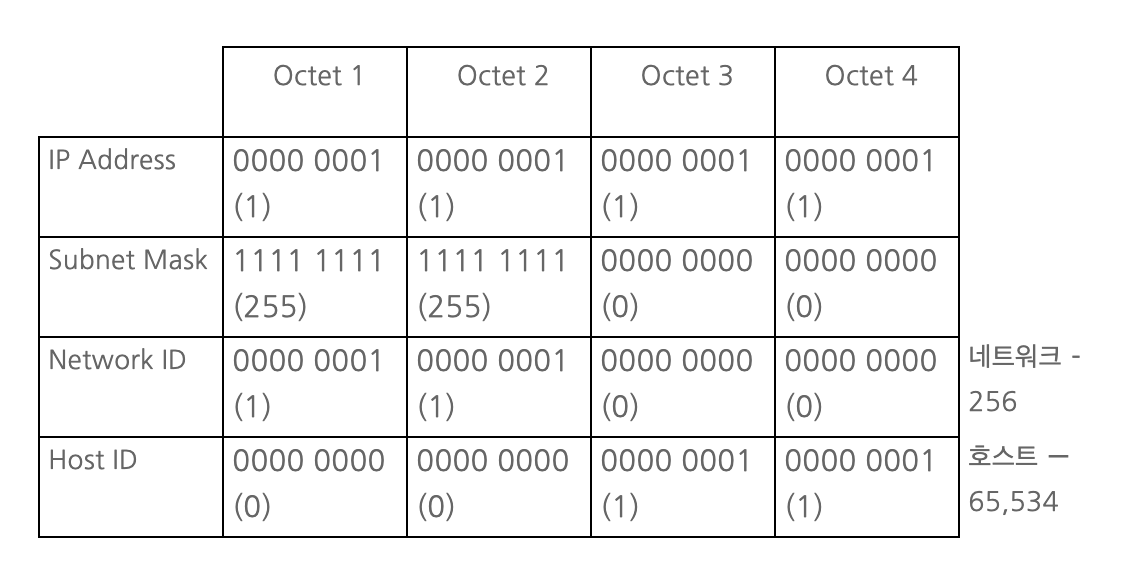 Octet 1 Octet 2 Octet 3 Octet 4
IP Address 0000 0001 0000 0001 0000 0001 0000 0001
(1) (1) (1) (1)
Subnet Mask 1111 1111 1111 1111 0000 0000 0000 0000
(255) (255) (0) (0)
Network ID 0000 0001 0000 0001 0000 0000 0000 0000 네트워크 -
(1) (1) (0) (0) 256
Host ID 0000 0000 0000 0000 0000 0001 0000 0001 호스트 —
(0) (0) (1) (1) 65,534